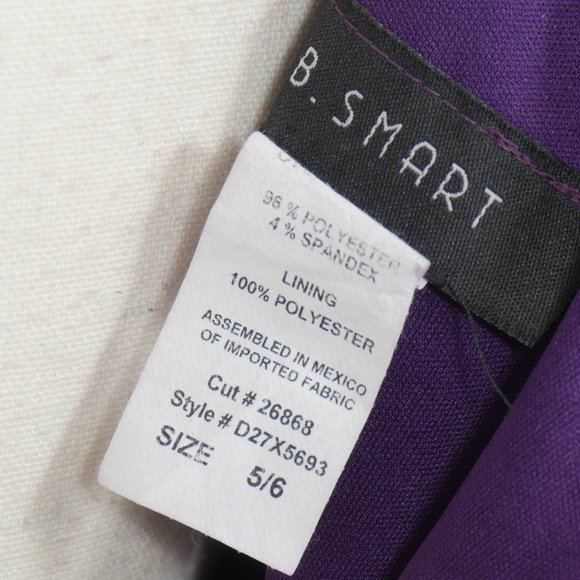 B. SMART
96 % POLYESTER
4 % SPANDEX
LINING
100% POLYESTER
ASSEMBLED IN MEXICO
OF IMPORTED FABRIC
Cut # 26868
Style # D27X5693
SIZE 5/6